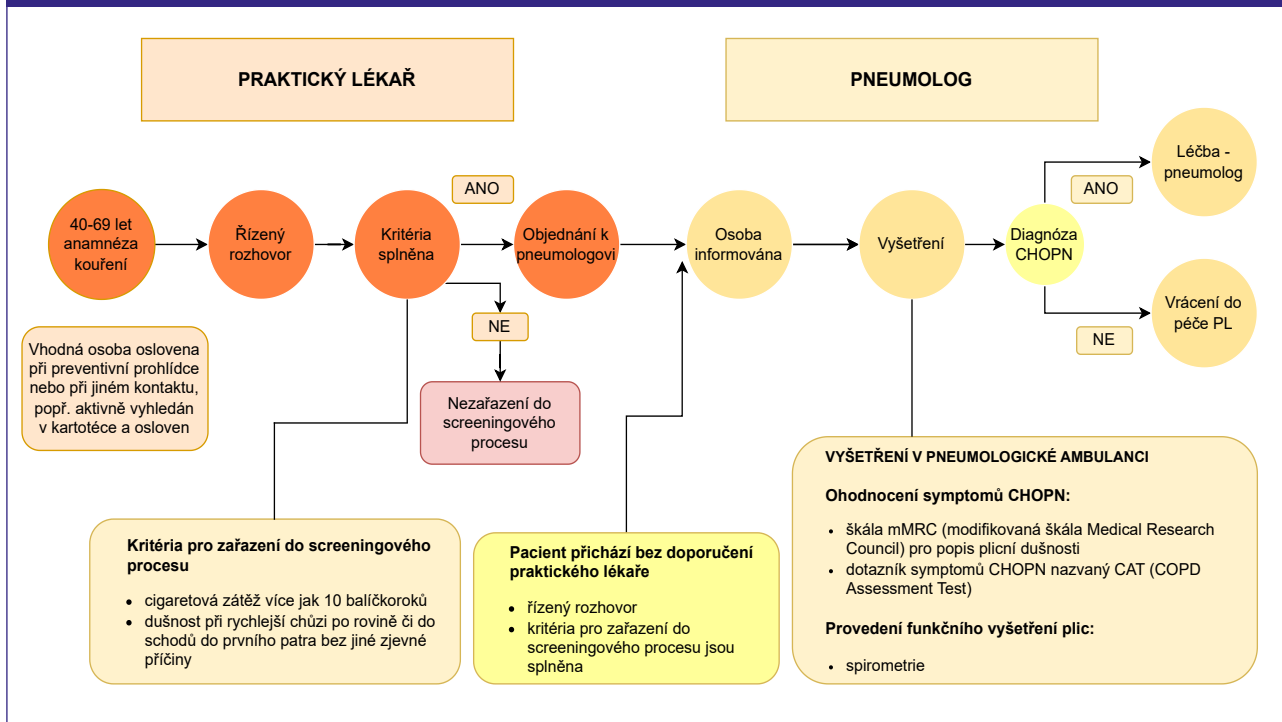 PRAKTICKÝ LÉKAŘ
PNEUMOLOG
40-69 let
anamnéza
kouření
Řízený
rozhovor
Kritéria
splněna
ANO
NE
Nezařazení do
screeningového
procesu
Objednání k
pneumologovi
Osoba
informována
Vyšetření
Diagnóza
CHOPN
ANO
Léčba -
pneumolog
NE
Vrácení do
péče PL
Vhodná osoba oslovena
při preventivní prohlídce
nebo při jiném kontaktu,
popř. aktivně vyhledán
v kartotéce a osloven
Kritéria pro zařazení do screeningového
procesu
• cigaretová zátěž více jak 10 balíčkoroků
• dušnost při rychlejší chůzi po rovině či do
schodů do prvního patra bez jiné zjevné
příčiny
Pacient přichází bez doporučení
praktického lékaře
• řízený rozhovor
• kritéria pro zařazení do
screeningového procesu jsou
splněna
VYŠETŘENÍ V PNEUMOLOGICKÉ AMBULANCI
Ohodnocení symptomů CHOPN:
• škála mMRC (modifikovaná škála Medical Research
Council) pro popis plicní dušnosti
• dotazník symptomů CHOPN nazvaný CAT (COPD
Assessment Test)
Provedení funkčního vyšetření plic:
• spirometrie